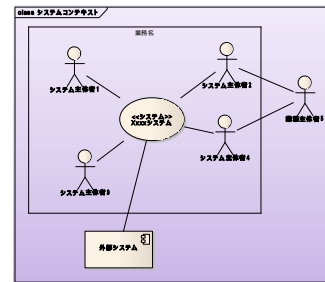 class システムコンテキスト
業務名
システム主体者1
システム主体者2
<<システム>>
Xxxxシステム
システム主体者3
システム主体者4
業務主体者5
外部システム